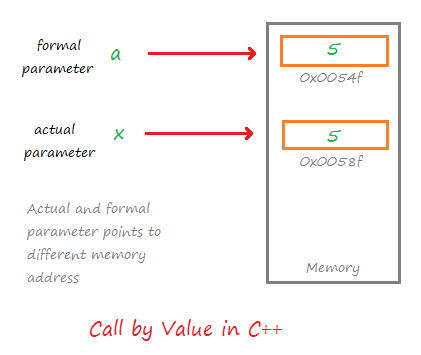 formal
parameter a
5
0x0054f
actual
parameter x
5
0x0058f
Actual and formal
parameter points to
different memory
address
Memory
Call by Value in C++